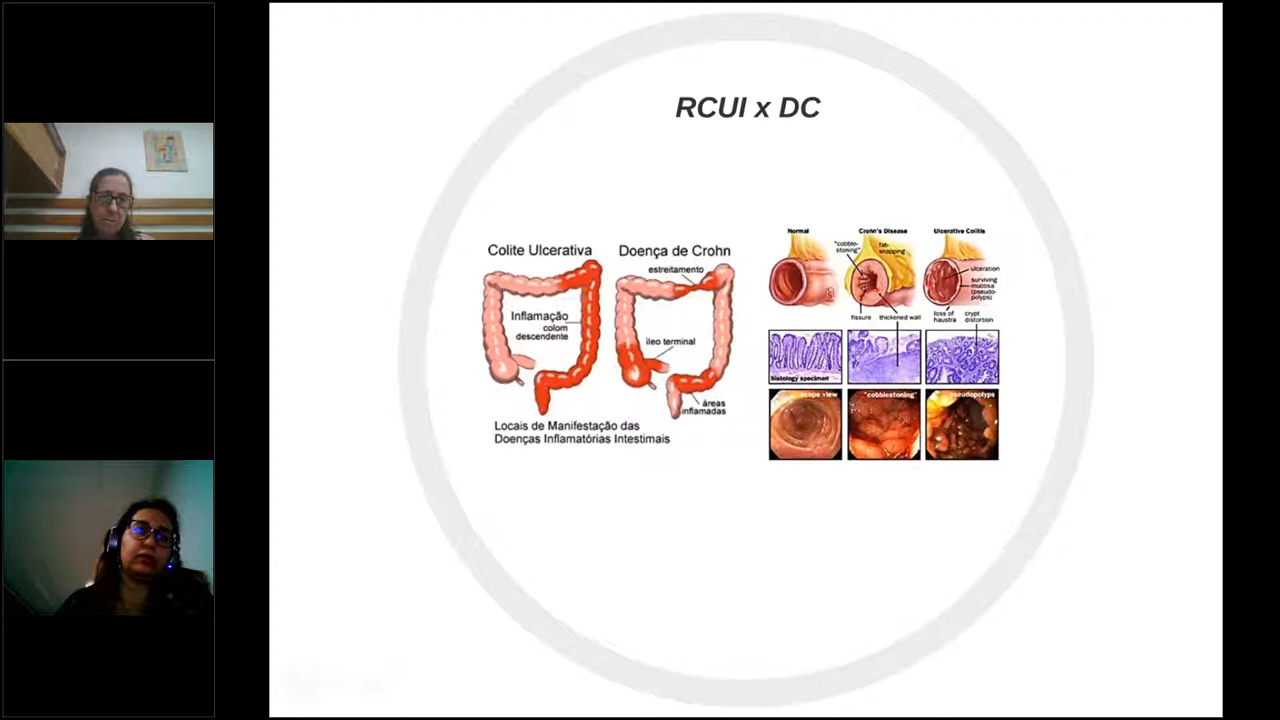 RCUI x DC
Colite Ulcerativa
Doença de Crohn
estreitamento
Inflamação
colom
descendente
ileo terminal
áreas
inflamadas
Locais de Manifestação das
Doenças Inflamatórias Intestimais
Normal
Crohn's Disease
Ulcerative Colitis
"cobble-
stoning"
fat-
wrapping
ulceration
surviving
mucosa
(pseudo-
polyps)
fissure
thickened wall
loss of
haustra
crypt
distortion
histology specimen
scope view
"cobblestoning"
pseudopolyps